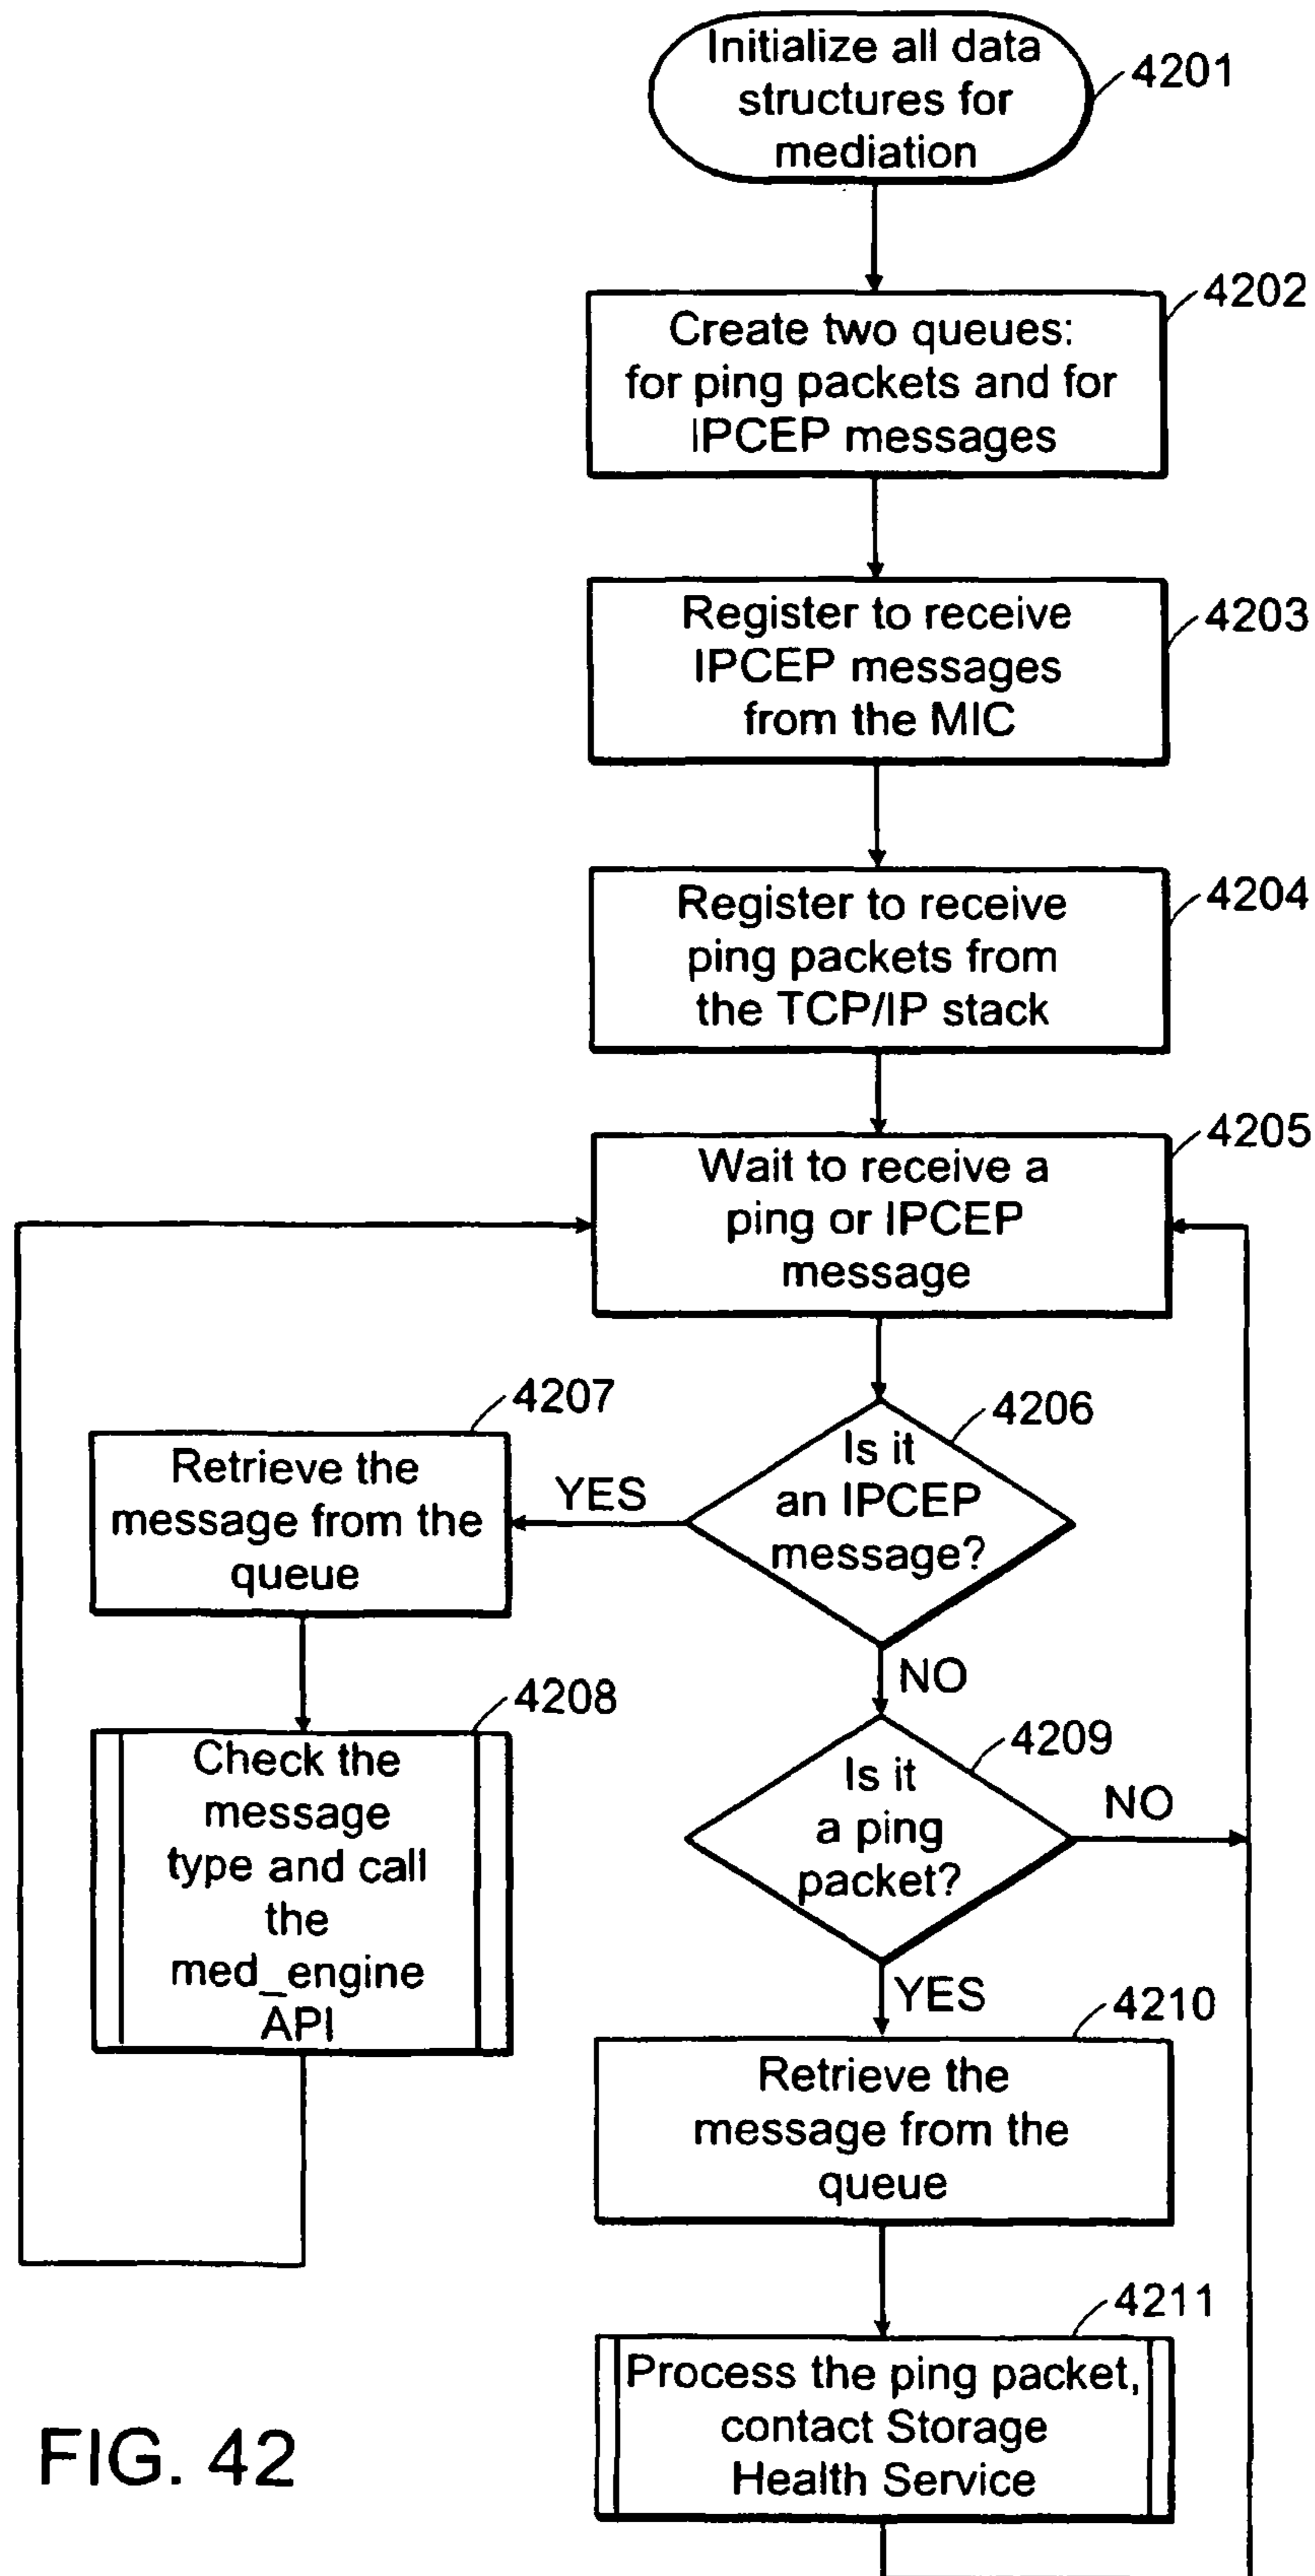 Initialize all data
structures for
mediation
4201
4202
Create two queues:
for ping packets and for
IPCEP messages
4203
Register to receive
IPCEP messages
from the MIC
4204
Register to receive
ping packets from
the TCP/IP stack
4205
Wait to receive a
ping or IPCEP
message
4206
Is it
an IPCEP
message?
YES
4207
Retrieve the
message from the
queue
4208
Check the
message
type and call
the
med_engine
API
NO
4209
Is it
a ping
packet?
NO
YES
4210
Retrieve the
message from the
queue
4211
Process the ping packet,
contact Storage
Health Service
FIG. 42